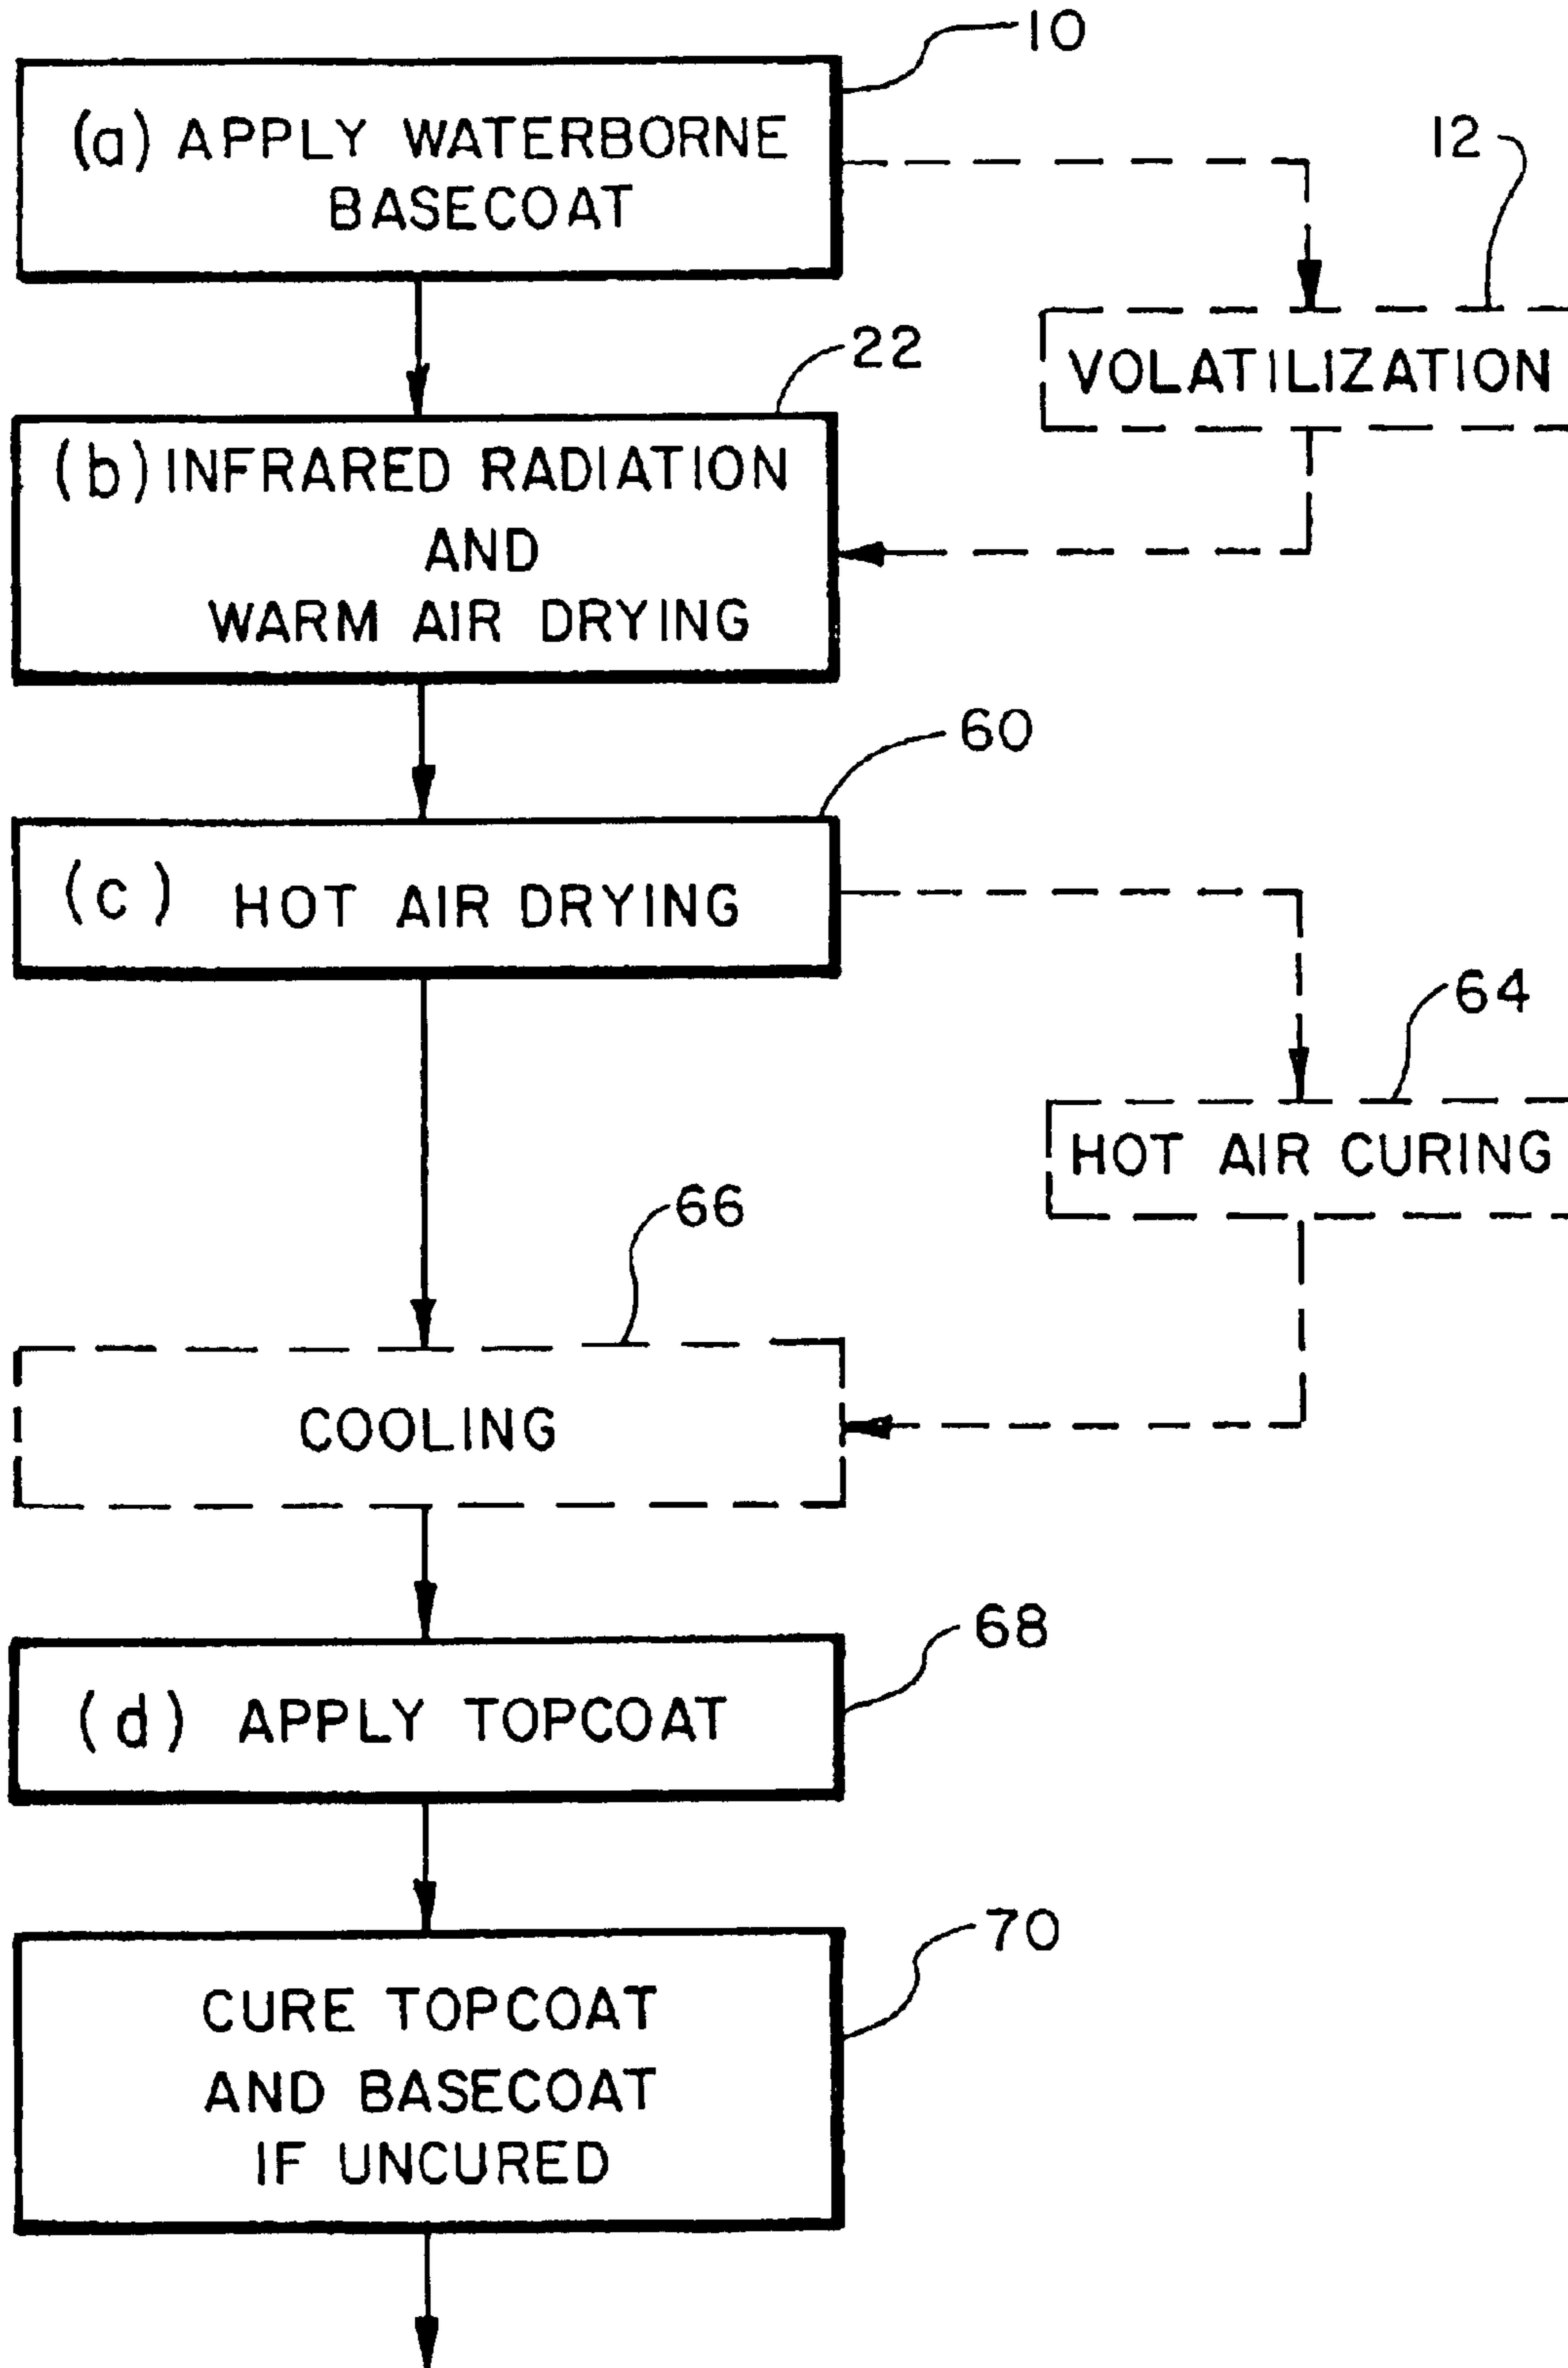 10
(a) APPLY WATERBORNE
BASECOAT
12
VOLATILIZATION
22
(b) INFRARED RADIATION
AND
WARM AIR DRYING
60
(c) HOT AIR DRYING
64
HOT AIR CURING
66
COOLING
68
(d) APPLY TOPCOAT
70
CURE TOPCOAT
AND BASECOAT
IF UNCURED